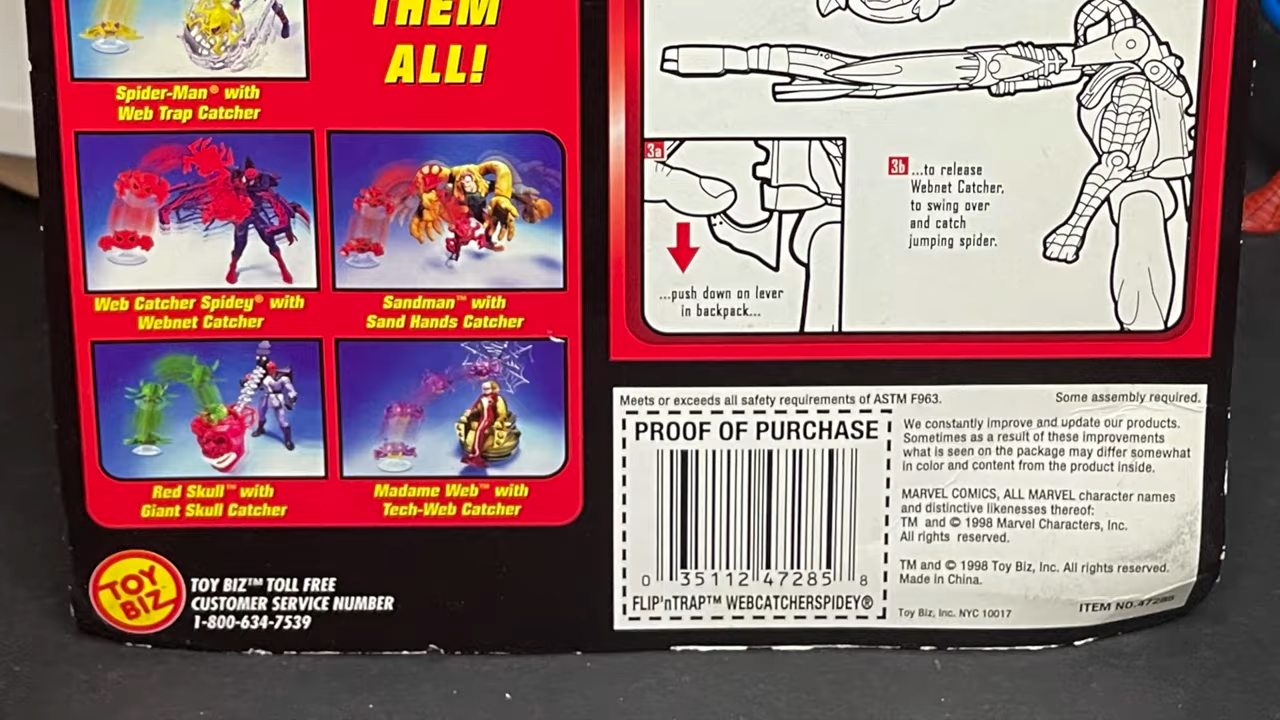 THEM
ALL!
Spider-Man® with
Web Trap Catcher
Web Catcher Spidey® with
Webnet Catcher
Sandman™ with
Sand Hands Catcher
Red Skull™ with
Giant Skull Catcher
Madame Web™ with
Tech-Web Catcher
TOY
BIZ
TOY BIZ™ TOLL FREE
CUSTOMER SERVICE NUMBER
1-800-634-7539
3a
...push down on lever
in backpack...
3b ...to release
Webnet Catcher,
to swing over
and catch
jumping spider.
Meets or exceeds all safety requirements of ASTM F963.
Some assembly required.
PROOF OF PURCHASE
0 35112 47285 8
FLIP'nTRAP™ WEBCATCHERSPIDEY®
We constantly improve and update our products.
Sometimes as a result of these improvements
what is seen on the package may differ somewhat
in color and content from the product inside.
MARVEL COMICS, ALL MARVEL character names
and distinctive likenesses thereof:
TM and © 1998 Marvel Characters, Inc.
All rights reserved.
TM and © 1998 Toy Biz, Inc. All rights reserved.
Made in China.
Toy Biz, Inc. NYC 10017
ITEM NO.47285